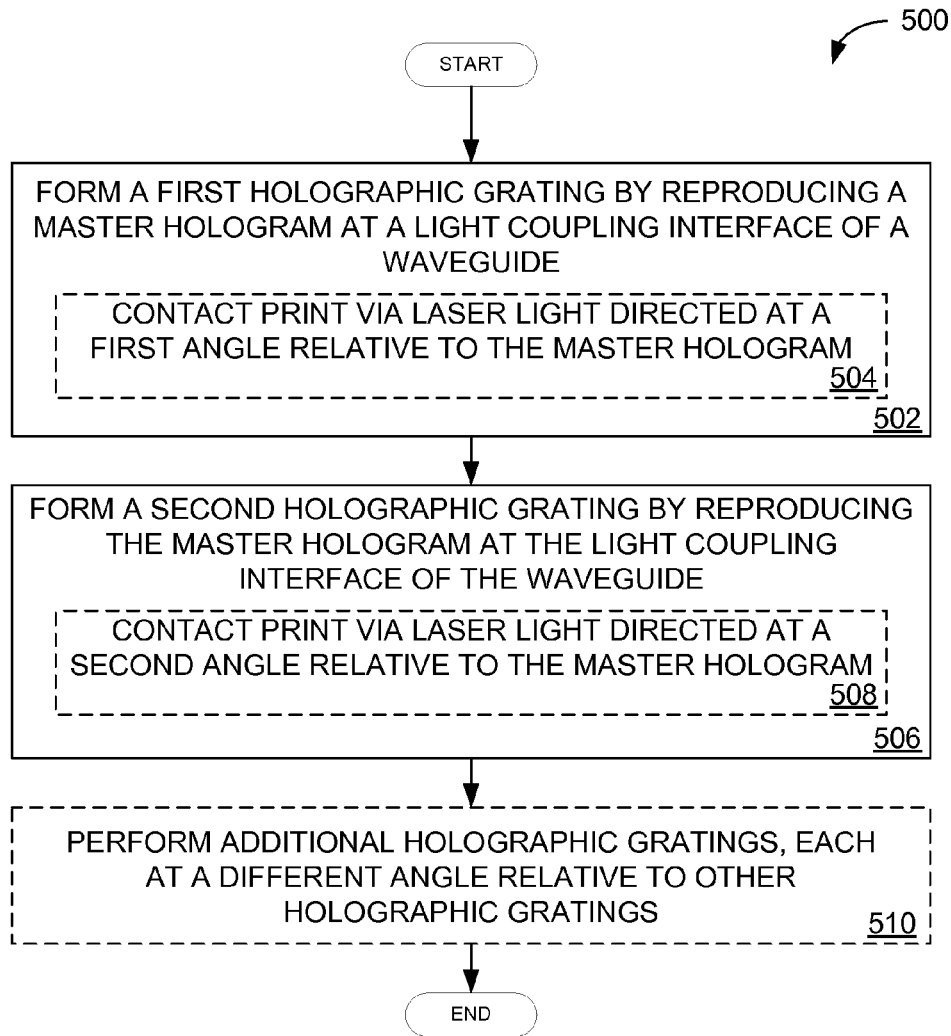 500
START
FORM A FIRST HOLOGRAPHIC GRATING BY REPRODUCING A
MASTER HOLOGRAM AT A LIGHT COUPLING INTERFACE OF A
WAVEGUIDE
CONTACT PRINT VIA LASER LIGHT DIRECTED AT A
FIRST ANGLE RELATIVE TO THE MASTER HOLOGRAM
504
502
FORM A SECOND HOLOGRAPHIC GRATING BY REPRODUCING
THE MASTER HOLOGRAM AT THE LIGHT COUPLING
INTERFACE OF THE WAVEGUIDE
CONTACT PRINT VIA LASER LIGHT DIRECTED AT A
SECOND ANGLE RELATIVE TO THE MASTER HOLOGRAM
508
506
PERFORM ADDITIONAL HOLOGRAPHIC GRATINGS, EACH
AT A DIFFERENT ANGLE RELATIVE TO OTHER
HOLOGRAPHIC GRATINGS
510
END